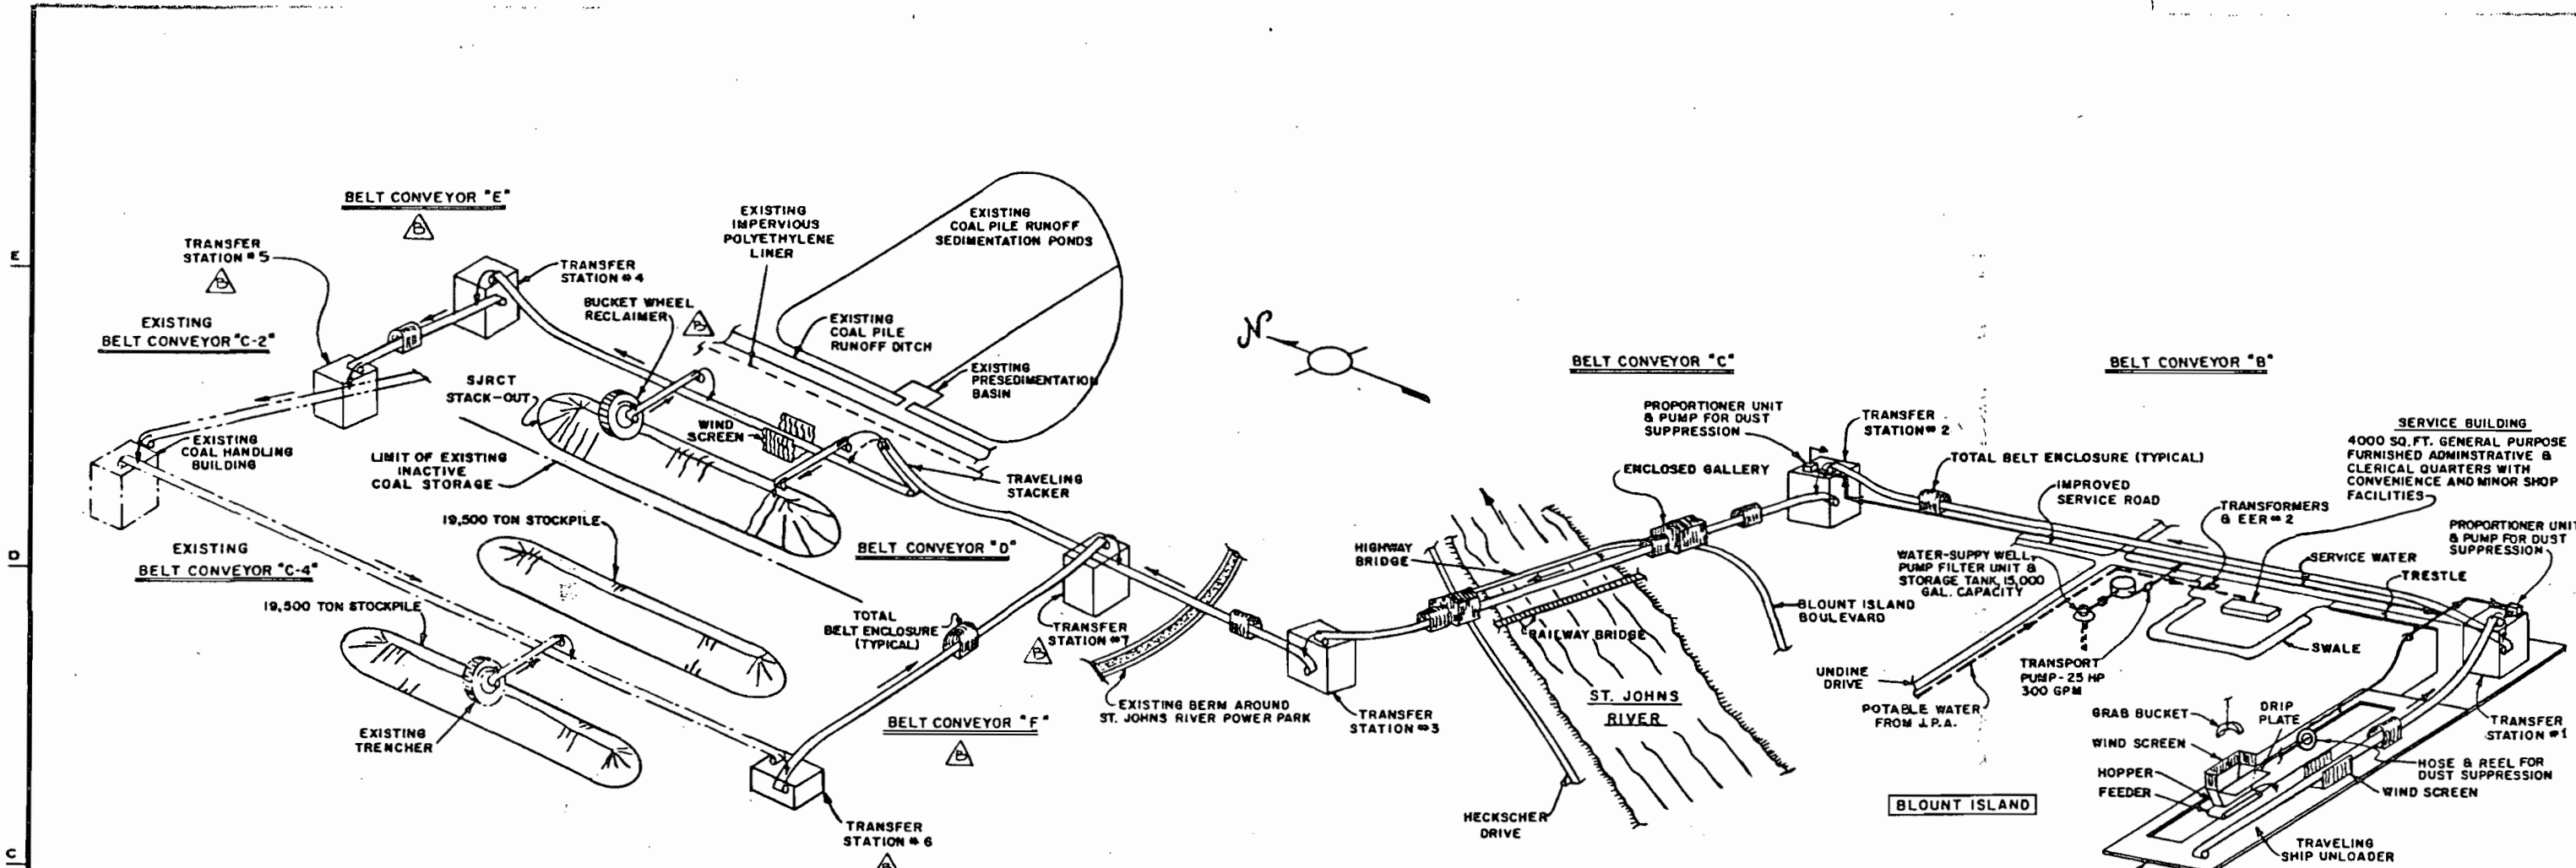 BELT CONVEYOR "E"
B
TRANSFER
STATION #5
B
EXISTING
BELT CONVEYOR "C-2"
TRANSFER
STATION #4
BUCKET WHEEL
RECLAIMER
B
EXISTING
IMPERVIOUS
POLYETHYLENE
LINER
EXISTING
COAL PILE RUNOFF
SEDIMENTATION PONDS
EXISTING
COAL PILE
RUNOFF DITCH
EXISTING
PRESEDIMENTATION
BASIN
SJRCT
STACK-OUT
WIND
SCREEN
LIMIT OF EXISTING
INACTIVE
COAL STORAGE
TRAVELING
STACKER
EXISTING
COAL HANDLING
BUILDING
19,500 TON STOCKPILE
EXISTING
BELT CONVEYOR "C-4"
19,500 TON STOCKPILE
BELT CONVEYOR "D"
EXISTING
TRENCHER
TOTAL
BELT ENCLOSURE
(TYPICAL)
TRANSFER
STATION #7
B
BELT CONVEYOR "F"
B
TRANSFER
STATION #6
B
EXISTING BERM AROUND
ST. JOHNS RIVER POWER PARK
TRANSFER
STATION #3
N
BELT CONVEYOR "C"
BELT CONVEYOR "B"
PROPORTIONER UNIT
& PUMP FOR DUST
SUPPRESSION
TRANSFER
STATION #2
ENCLOSED GALLERY
TOTAL BELT ENCLOSURE (TYPICAL)
IMPROVED
SERVICE ROAD
TRANSFORMERS
& EER #2
SERVICE BUILDING
4000 SQ.FT. GENERAL PURPOSE
FURNISHED ADMINSTRATIVE &
CLERICAL QUARTERS WITH
CONVENIENCE AND MINOR SHOP
FACILITIES
PROPORTIONER UNIT
& PUMP FOR DUST
SUPPRESSION
HIGHWAY
BRIDGE
RAILWAY BRIDGE
BLOUNT ISLAND
BOULEVARD
ST. JOHNS
RIVER
HECKSCHER
DRIVE
WATER-SUPPY WELL,
PUMP FILTER UNIT &
STORAGE TANK, 15,000
GAL. CAPACITY
SERVICE WATER
TRESTLE
SWALE
UNDINE
DRIVE
TRANSPORT
PUMP-25 HP
300 GPM
POTABLE WATER
FROM J.P.A.
GRAB BUCKET
DRIP
PLATE
WIND SCREEN
HOPPER
FEEDER
TRANSFER
STATION #1
HOSE & REEL FOR
DUST SUPPRESSION
WIND SCREEN
TRAVELING
SHIP UNLOADER
BLOUNT ISLAND
E
D
C